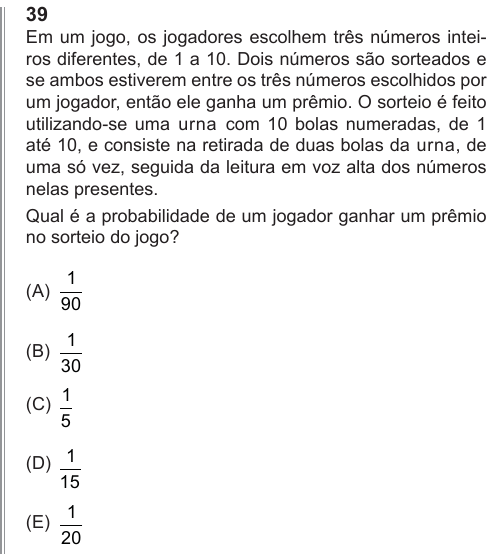 39
Em um jogo, os jogadores escolhem três números intei-
ros diferentes, de 1 a 10. Dois números são sorteados e
se ambos estiverem entre os três números escolhidos por
um jogador, então ele ganha um prêmio. O sorteio é feito
utilizando-se uma urna com 10 bolas numeradas, de 1
até 10, e consiste na retirada de duas bolas da urna, de
uma só vez, seguida da leitura em voz alta dos números
nelas presentes.
Qual é a probabilidade de um jogador ganhar um prêmio
no sorteio do jogo?
(A) 1/90
(B) 1/30
(C) 1/5
(D) 1/15
(E) 1/20